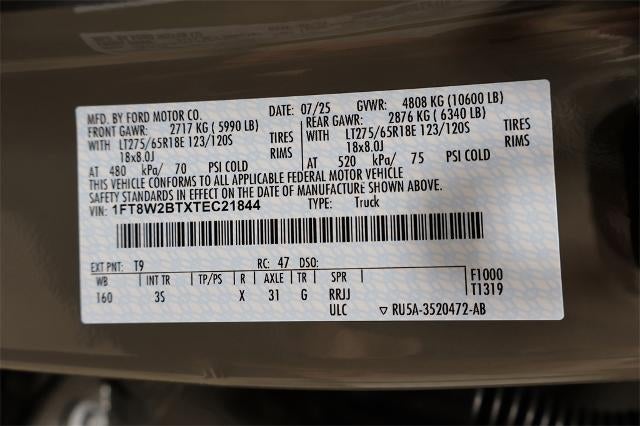 MFD. BY FORD MOTOR CO. DATE: 07/25 GVWR: 4808 KG (10600 LB)
FRONT GAWR: 2717 KG (5990 LB) REAR GAWR: 2876 KG (6340 LB)
WITH LT275/65R18E 123/120S TIRES WITH LT275/65R18E 123/120S TIRES
18x8.0J RIMS 18x8.0J RIMS
AT 480 kPa/ 70 PSI COLD AT 520 kPa/ 75 PSI COLD
THIS VEHICLE CONFORMS TO ALL APPLICABLE FEDERAL MOTOR VEHICLE
SAFETY STANDARDS IN EFFECT ON THE DATE OF MANUFACTURE SHOWN ABOVE.
VIN: 1FT8W2BTXTEC21844 TYPE: Truck
EXT PNT: T9 RC: 47 DSO:
WB INT TR TP/PS R AXLE TR SPR F1000
160 3S X 31 G RRJJ T1319
ULC ▽ RU5A-3520472-AB